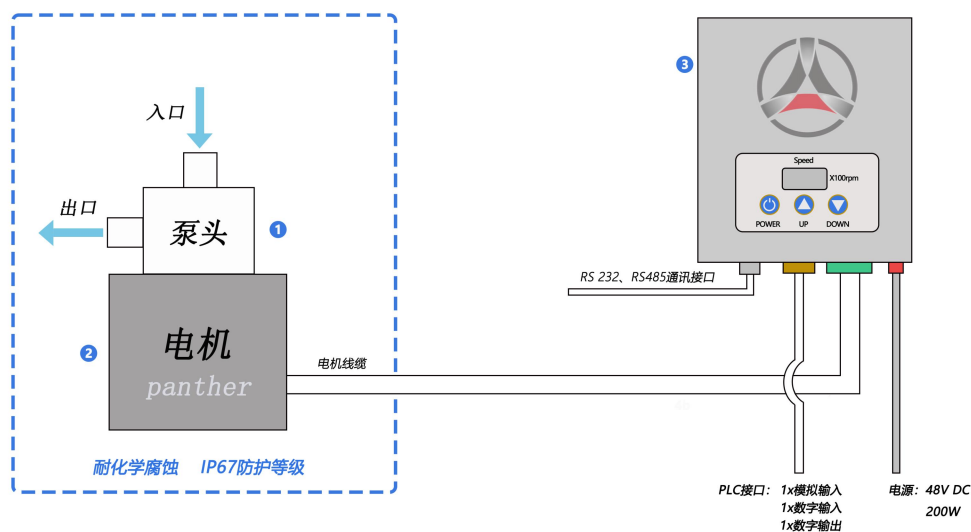 入口
出口
泵头
1
电机
panther
2
耐化学腐蚀 IP67防护等级
电机线缆
3
Speed
X100rpm
POWER UP DOWN
RS 232、RS485通讯接口
PLC接口： 1x模拟输入
1x数字输入
1x数字输出
电源：48V DC
200W